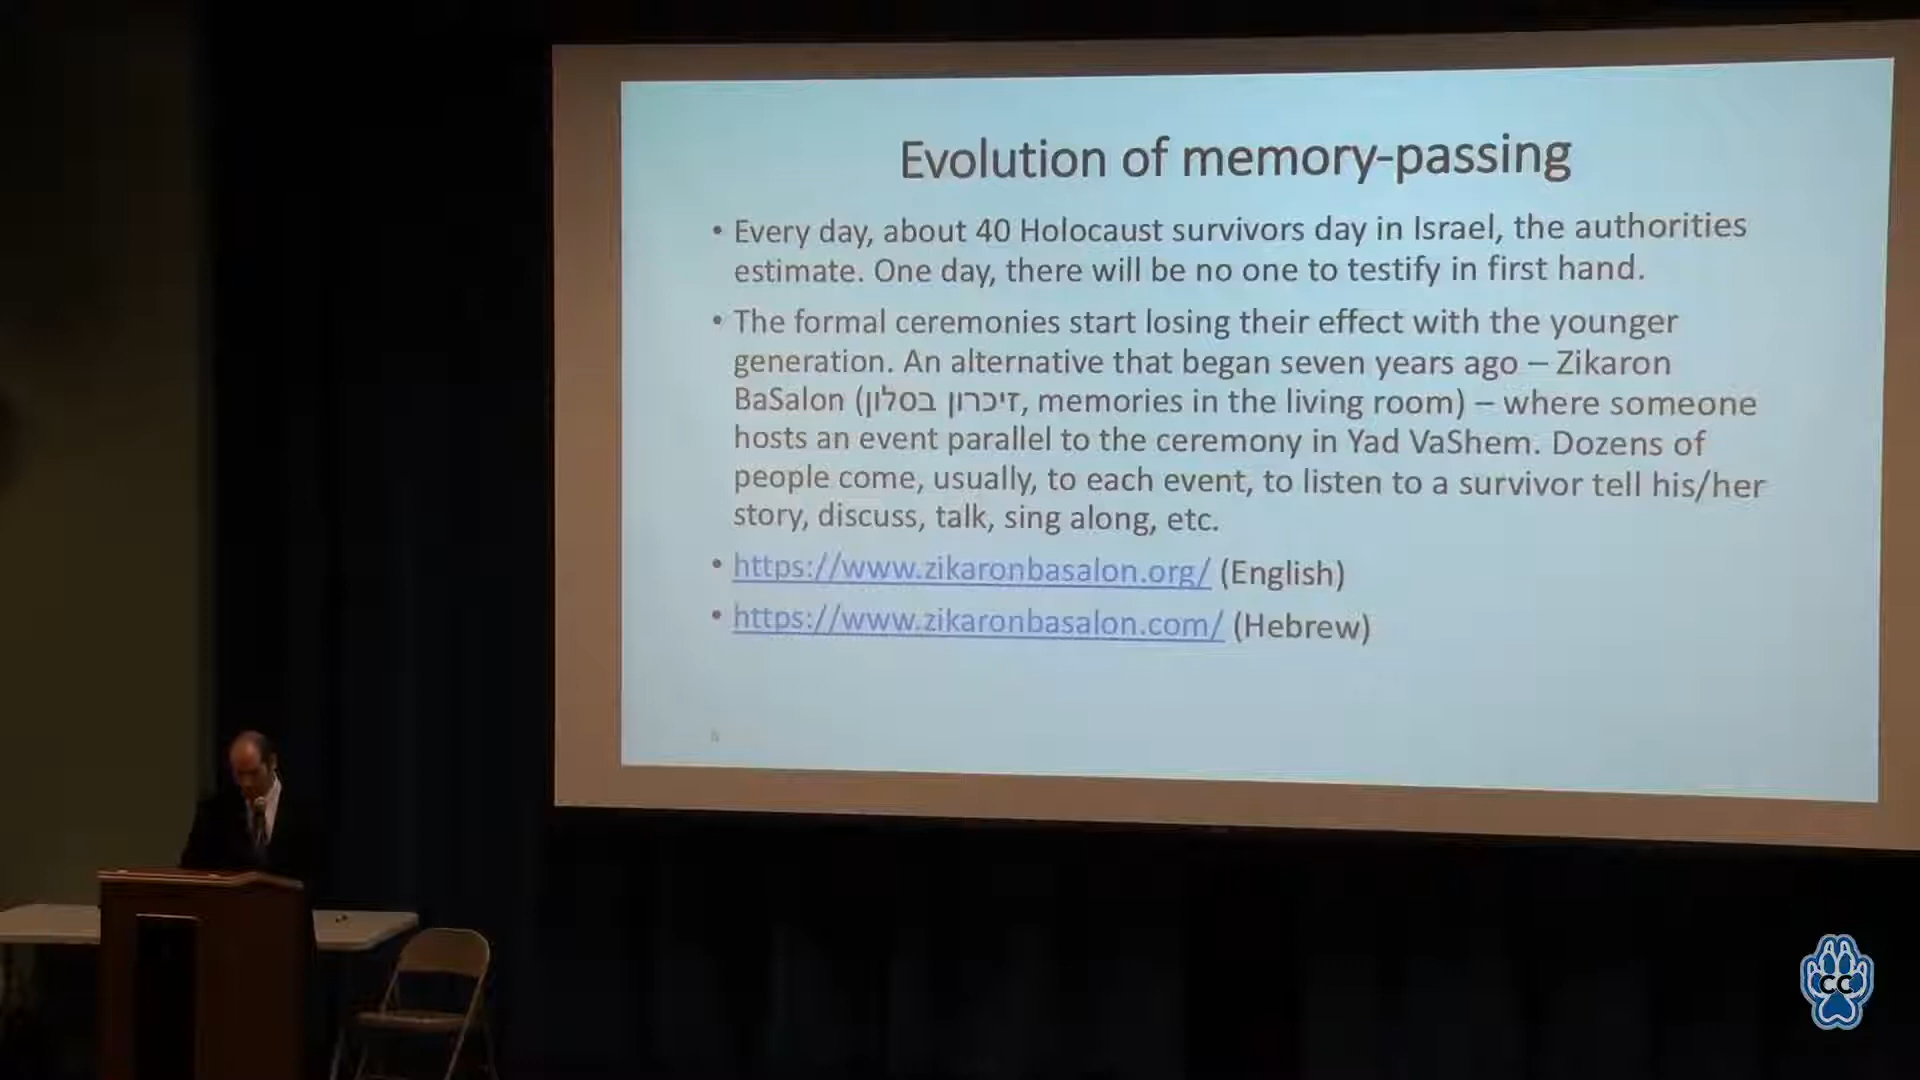 Evolution of memory-passing
• Every day, about 40 Holocaust survivors day in Israel, the authorities
estimate. One day, there will be no one to testify in first hand.
• The formal ceremonies start losing their effect with the younger
generation. An alternative that began seven years ago – Zikaron
BaSalon (זיכרון בסלון, memories in the living room) – where someone
hosts an event parallel to the ceremony in Yad VaShem. Dozens of
people come, usually, to each event, to listen to a survivor tell his/her
story, discuss, talk, sing along, etc.
• https://www.zikaronbasalon.org/ (English)
• https://www.zikaronbasalon.com/ (Hebrew)
CC